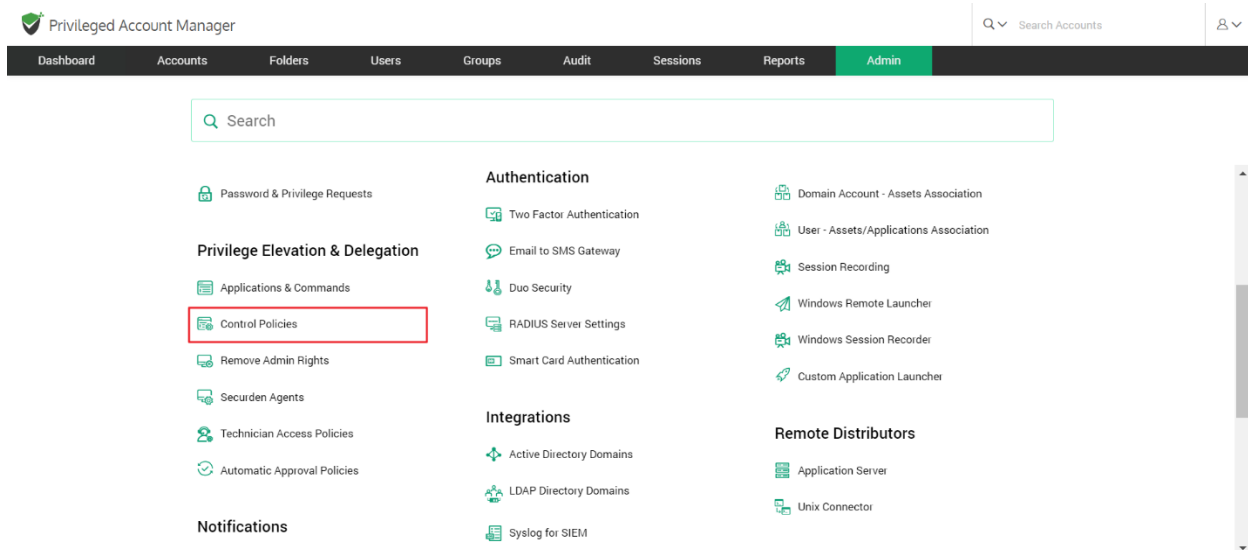 Privileged Account Manager
Search Accounts
Dashboard
Accounts
Folders
Users
Groups
Audit
Sessions
Reports
Admin
Search
Password & Privilege Requests
Privilege Elevation & Delegation
Applications & Commands
Control Policies
Remove Admin Rights
Securden Agents
Technician Access Policies
Automatic Approval Policies
Notifications
Authentication
Two Factor Authentication
Email to SMS Gateway
Duo Security
RADIUS Server Settings
Smart Card Authentication
Integrations
Active Directory Domains
LDAP Directory Domains
Syslog for SIEM
Domain Account - Assets Association
User - Assets/Applications Association
Session Recording
Windows Remote Launcher
Windows Session Recorder
Custom Application Launcher
Remote Distributors
Application Server
Unix Connector